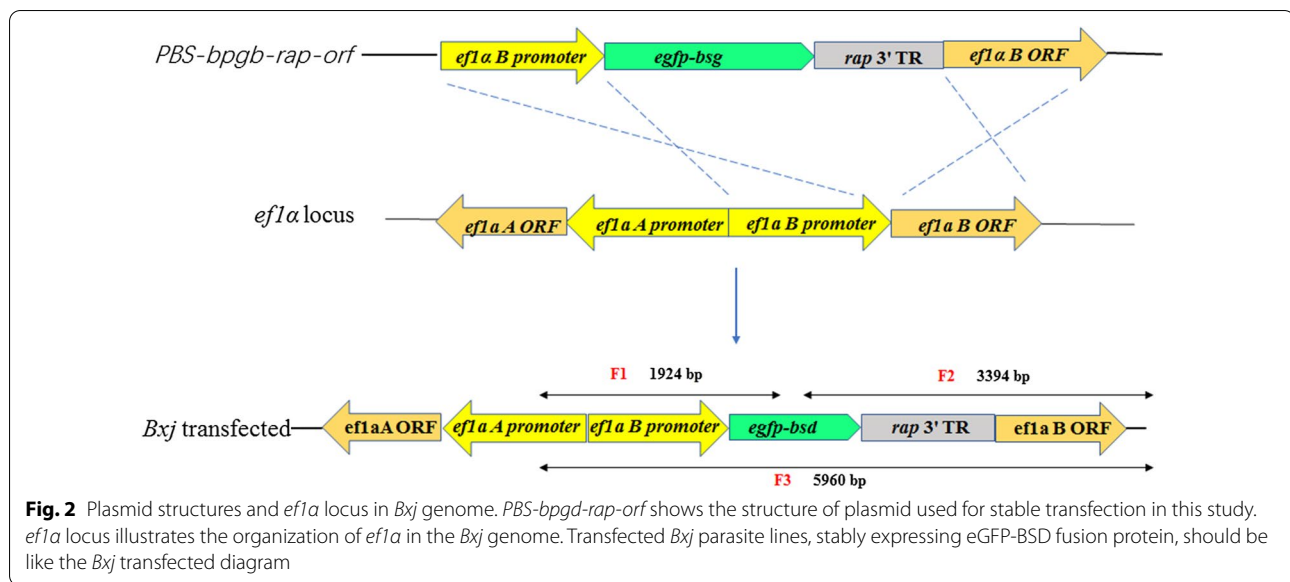 PBS-bpgb-rap-orf
ef1α B promoter egfp-bsg rap 3' TR ef1α B ORF
ef1α locus
ef1a A ORF ef1a A promoter ef1a B promoter ef1a B ORF
F1 1924 bp F2 3394 bp
Bxj transfected
ef1aA ORF ef1a A promoter ef1a B promoter egfp-bsd rap 3' TR ef1a B ORF
F3 5960 bp
Fig. 2 Plasmid structures and ef1α locus in Bxj genome. PBS-bpgd-rap-orf shows the structure of plasmid used for stable transfection in this study.
ef1α locus illustrates the organization of ef1α in the Bxj genome. Transfected Bxj parasite lines, stably expressing eGFP-BSD fusion protein, should be
like the Bxj transfected diagram